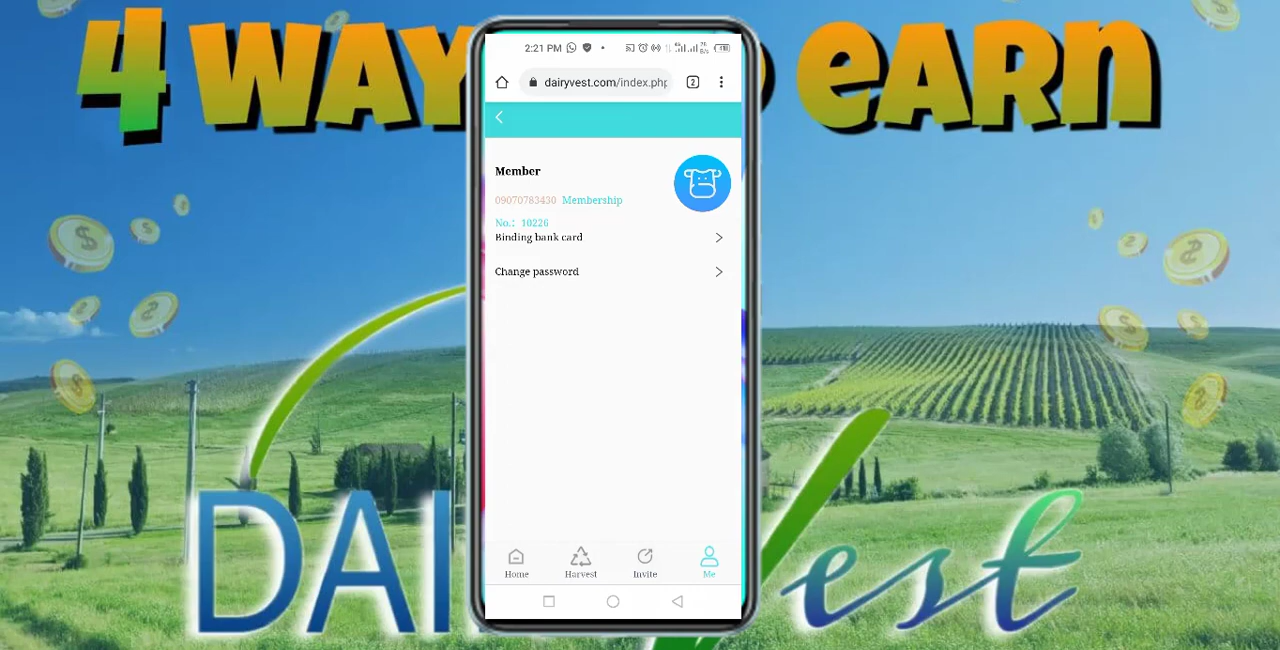 4 WAY eARN
2:21 PM
dairyvest.com/index.php
2
Member
09070783430 Membership
No.: 10226
Binding bank card
Change password
Home Harvest Invite Me
DAI Vest